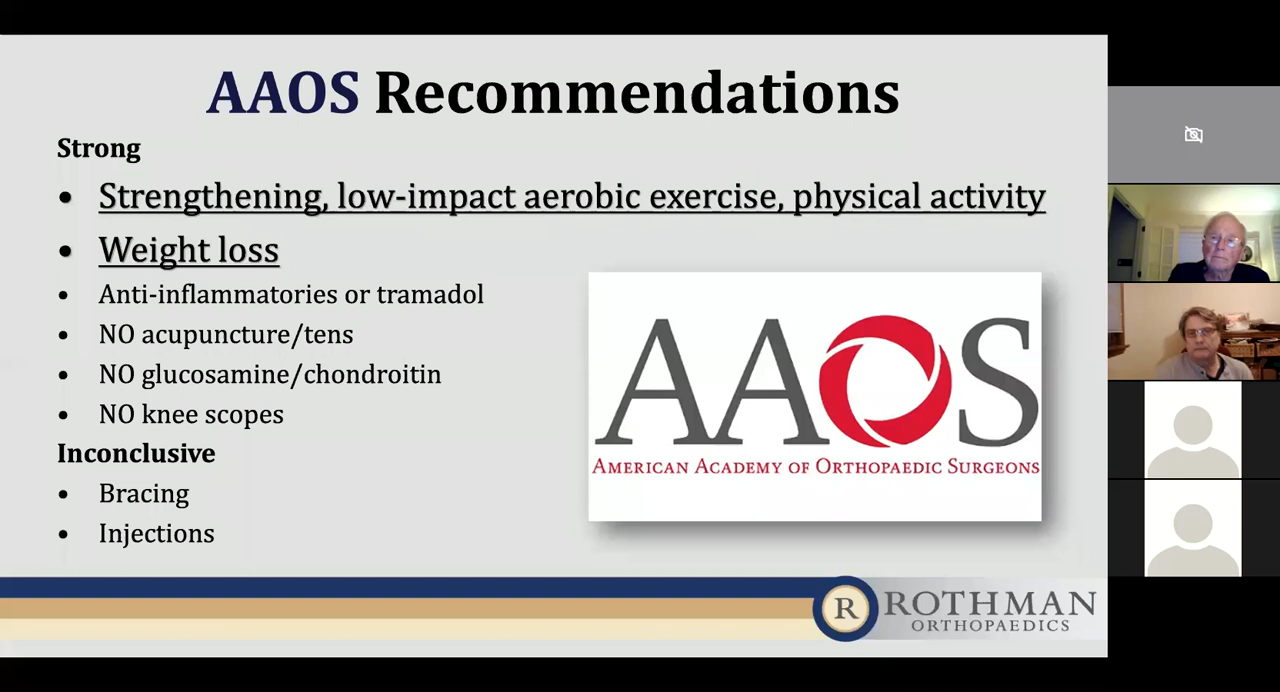 AAOS Recommendations
Strong
• Strengthening, low-impact aerobic exercise, physical activity
• Weight loss
• Anti-inflammatories or tramadol
• NO acupuncture/tens
• NO glucosamine/chondroitin
• NO knee scopes
Inconclusive
• Bracing
• Injections
AAOS
AMERICAN ACADEMY OF ORTHOPAEDIC SURGEONS
R ROTHMAN
ORTHOPAEDICS